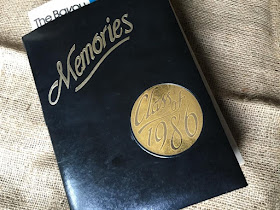 The Bayou
Memories
Class of
1980